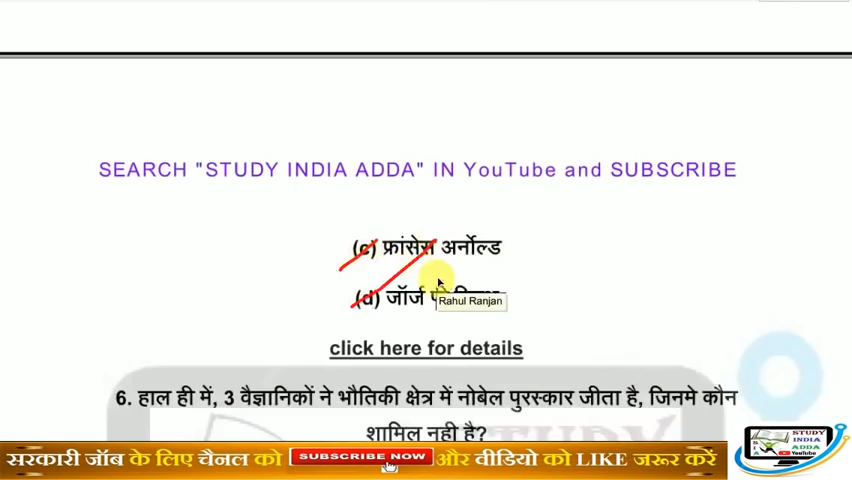 SEARCH "STUDY INDIA ADDA" IN YouTube and SUBSCRIBE
(c) फ्रांसेस अर्नोल्ड
(d) जॉर्ज
Rahul Ranjan
click here for details
6. हाल ही में, 3 वैज्ञानिकों ने भौतिकी क्षेत्र में नोबेल पुरस्कार जीता है, जिनमे कौन
शामिल नही है?
सरकारी जॉब के लिए चैनल को SUBSCRIBE NOW और वीडियो को LIKE जरूर करें
STUDY
INDIA
ADDA
YouTube